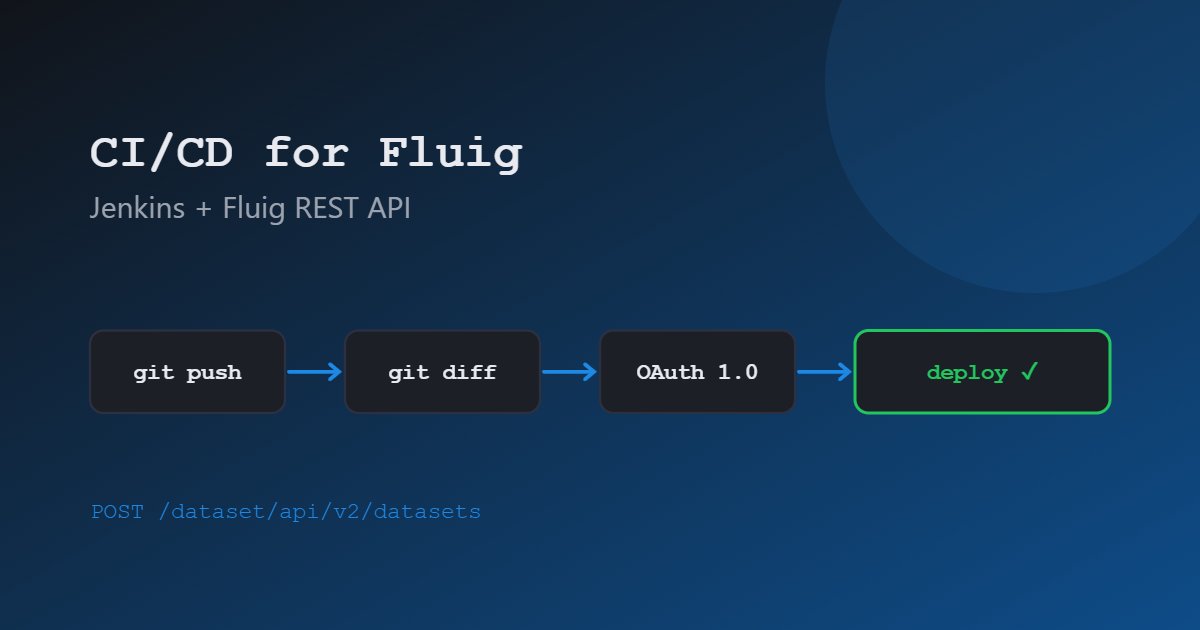 CI/CD for Fluig
Jenkins + Fluig REST API
git push
git diff
OAuth 1.0
deploy ✓
POST /dataset/api/v2/datasets